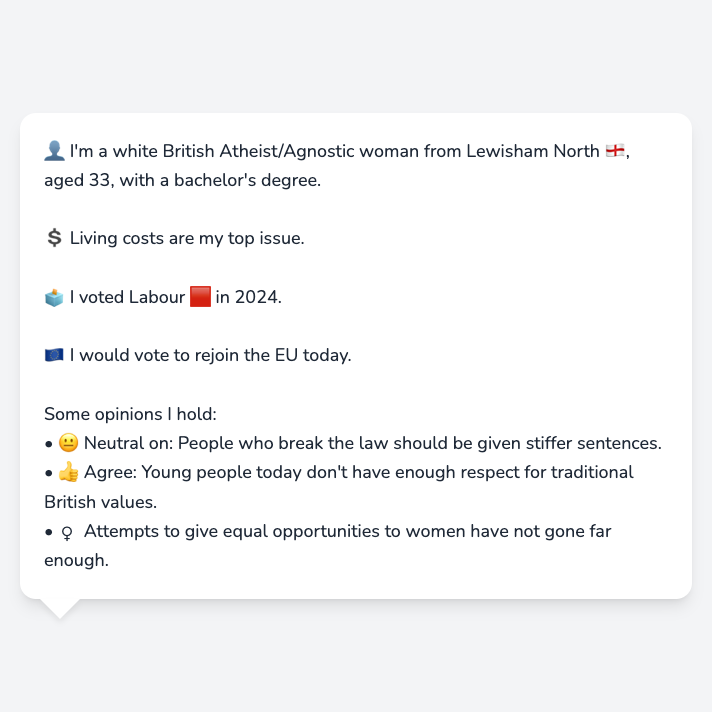 👤 I'm a white British Atheist/Agnostic woman from Lewisham North 🏴󠁧󠁢󠁥󠁮󠁧󠁿,
aged 33, with a bachelor's degree.
💲 Living costs are my top issue.
🗳️ I voted Labour 🟥 in 2024.
🇪🇺 I would vote to rejoin the EU today.
Some opinions I hold:
• 😐 Neutral on: People who break the law should be given stiffer sentences.
• 👍 Agree: Young people today don't have enough respect for traditional
British values.
• ♀ Attempts to give equal opportunities to women have not gone far
enough.